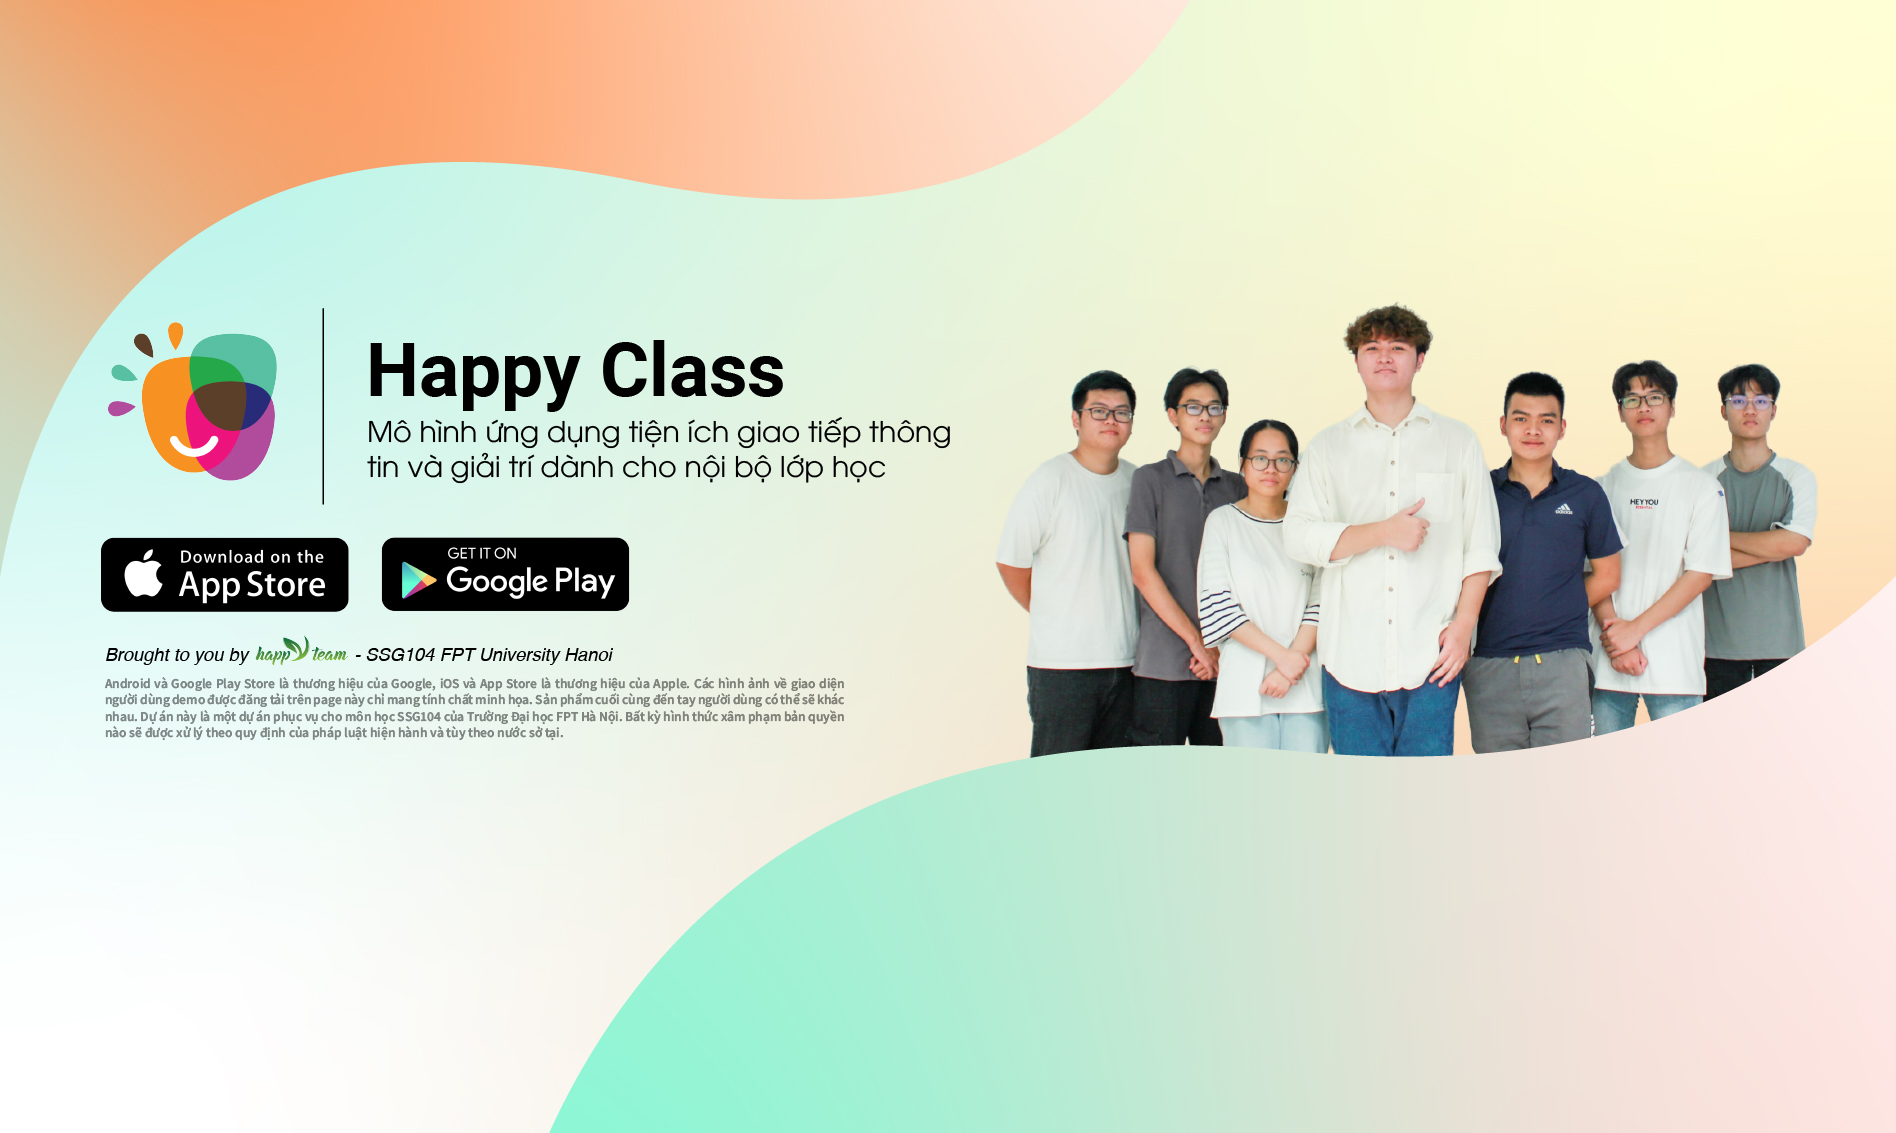 Happy Class
Mô hình ứng dụng tiện ích giao tiếp thông
tin và giải trí dành cho nội bộ lớp học
Download on the
App Store
GET IT ON
Google Play
Brought to you by happy team - SSG104 FPT University Hanoi
Android và Google Play Store là thương hiệu của Google, iOS và App Store là thương hiệu của Apple. Các hình ảnh về giao diện
người dùng demo được đăng tải trên page này chỉ mang tính chất minh họa. Sản phẩm cuối cùng đến tay người dùng có thể sẽ khác
nhau. Dự án này là một dự án phục vụ cho môn học SSG104 của Trường Đại học FPT Hà Nội. Bất kỳ hình thức xâm phạm bản quyền
nào sẽ được xử lý theo quy định của pháp luật hiện hành và tùy theo nước sở tại.
adidas
HEY YOU